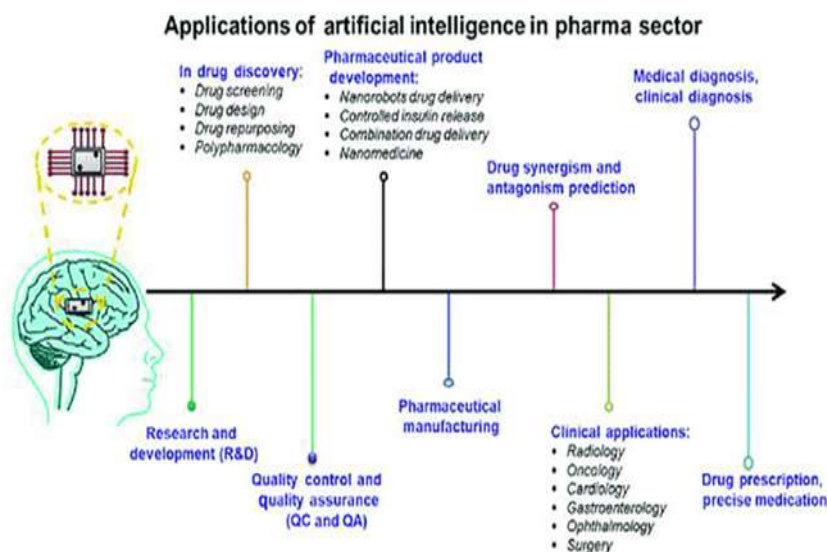 Applications of artificial intelligence in pharma sector
In drug discovery:
• Drug screening
• Drug design
• Drug repurposing
• Polypharmacology
Pharmaceutical product
development:
• Nanorobots drug delivery
• Controlled insulin release
• Combination drug delivery
• Nanomedicine
Drug synergism and
antagonism prediction
Medical diagnosis,
clinical diagnosis
Research and
development (R&D)
Quality control and
quality assurance
(QC and QA)
Pharmaceutical
manufacturing
Clinical applications:
• Radiology
• Oncology
• Cardiology
• Gastroenterology
• Ophthalmology
• Surgery
Drug prescription,
precise medication